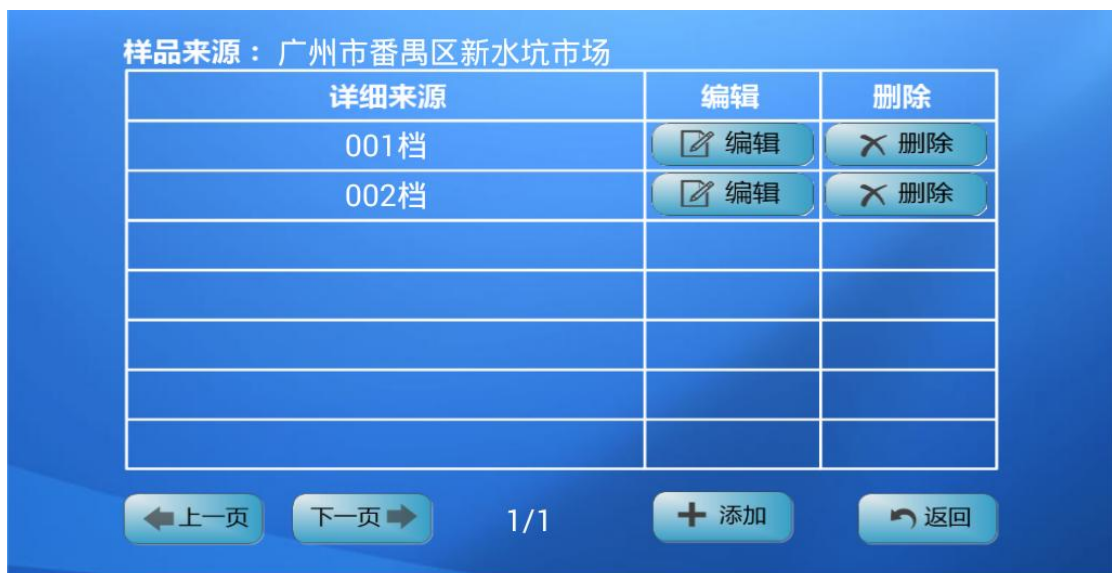 样品来源：广州市番禺区新水坑市场
详细来源 编辑 删除
001档 编辑 删除
002档 编辑 删除
上一页 下一页 1/1 添加 返回